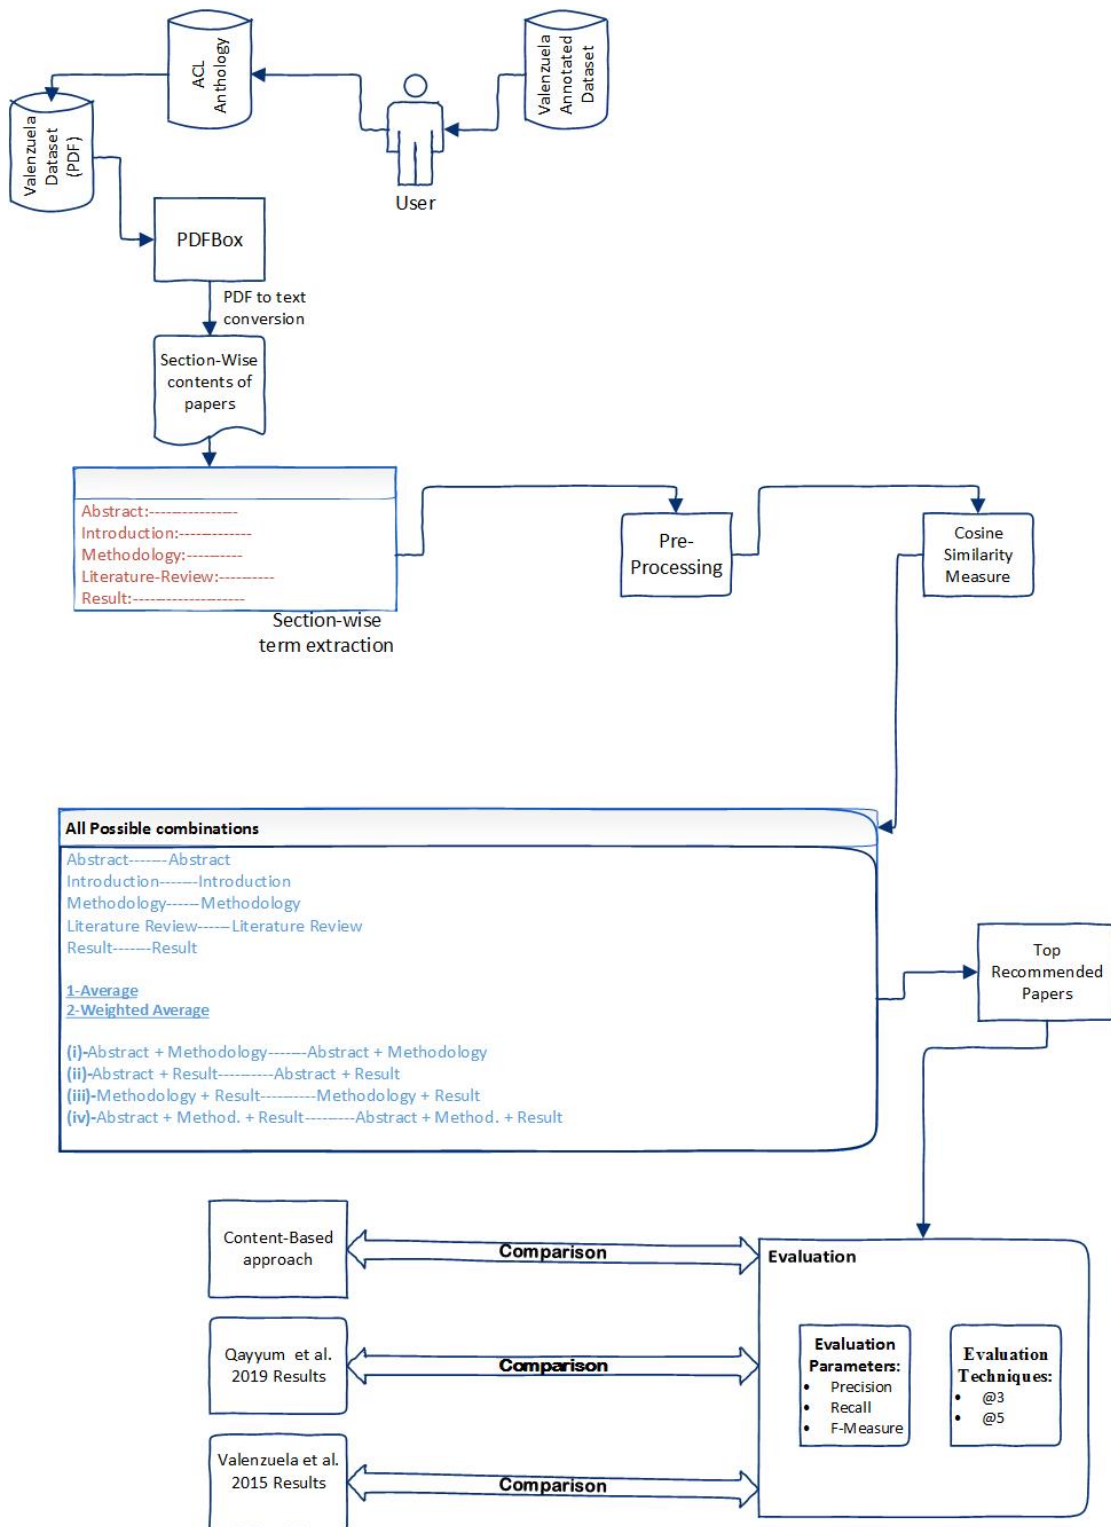 ACL
Anthology
Valenzuela
Annotated
Dataset
Valenzuela
Dataset
(PDF)
User
PDFBox
PDF to text
conversion
Section-Wise
contents of
papers
Abstract:----------------
Introduction:-------------
Methodology:----------
Literature-Review:----------
Result:--------------------
Section-wise
term extraction
Pre-
Processing
Cosine
Similarity
Measure
All Possible combinations
Abstract-------Abstract
Introduction-------Introduction
Methodology------Methodology
Literature Review------Literature Review
Result-------Result
1-Average
2-Weighted Average
(i)-Abstract + Methodology-------Abstract + Methodology
(ii)-Abstract + Result----------Abstract + Result
(iii)-Methodology + Result----------Methodology + Result
(iv)-Abstract + Method. + Result---------Abstract + Method. + Result
Top
Recommended
Papers
Content-Based
approach
Comparison
Qayyum et al.
2019 Results
Comparison
Valenzuela et al.
2015 Results
Comparison
Evaluation
Evaluation
Parameters:
• Precision
• Recall
• F-Measure
Evaluation
Techniques:
• @3
• @5